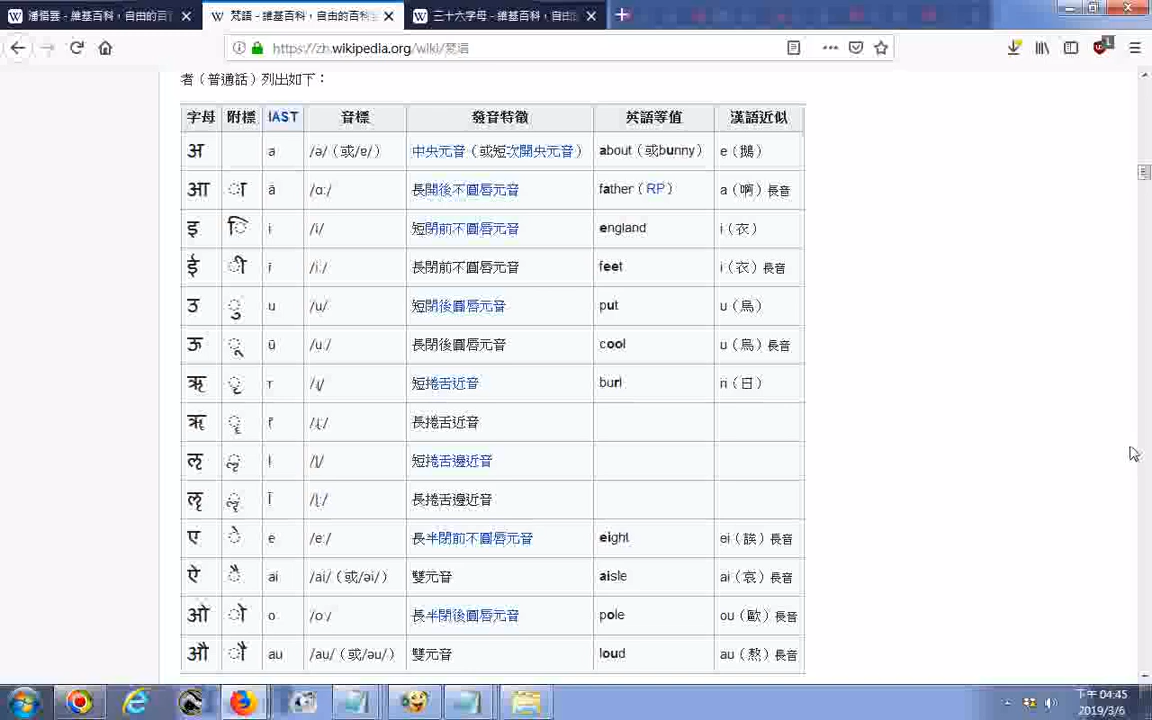 潘悟雲 - 維基百科，自由的百科
梵語 - 維基百科，自由的百科全
三十六字母 - 維基百科，自由
https://zh.wikipedia.org/wiki/梵語
1
者（普通話）列出如下：
字母 附標 IAST 音標 發音特徵 英語等值 漢語近似
अ a /ə/（或/ɐ/） 中央元音（或短次開央元音） about（或bunny） e（鵝）
आ ा ā /ɑː/ 長開後不圓唇元音 father（RP） a（啊）長音
इ ि i /i/ 短閉前不圓唇元音 england i（衣）
ई ी ī /iː/ 長閉前不圓唇元音 feet i（衣）長音
उ ु u /u/ 短閉後圓唇元音 put u（烏）
ऊ ू ū /uː/ 長閉後圓唇元音 cool u（烏）長音
ऋ ृ ṛ /ɻ/ 短捲舌近音 burl ri（日）
ॠ ॄ ṝ /ɻː/ 長捲舌近音
ऌ ॢ ḷ /ɭ/ 短捲舌邊近音
ॡ ॣ ḹ /ɭː/ 長捲舌邊近音
ए े e /eː/ 長半閉前不圓唇元音 eight ei（誒）長音
ऐ ै ai /ai/（或/əi/） 雙元音 aisle ai（哀）長音
ओ ो o /oː/ 長半閉後圓唇元音 pole ou（歐）長音
औ ौ au /au/（或/əu/） 雙元音 loud au（熬）長音
下午 04:45
2019/3/6